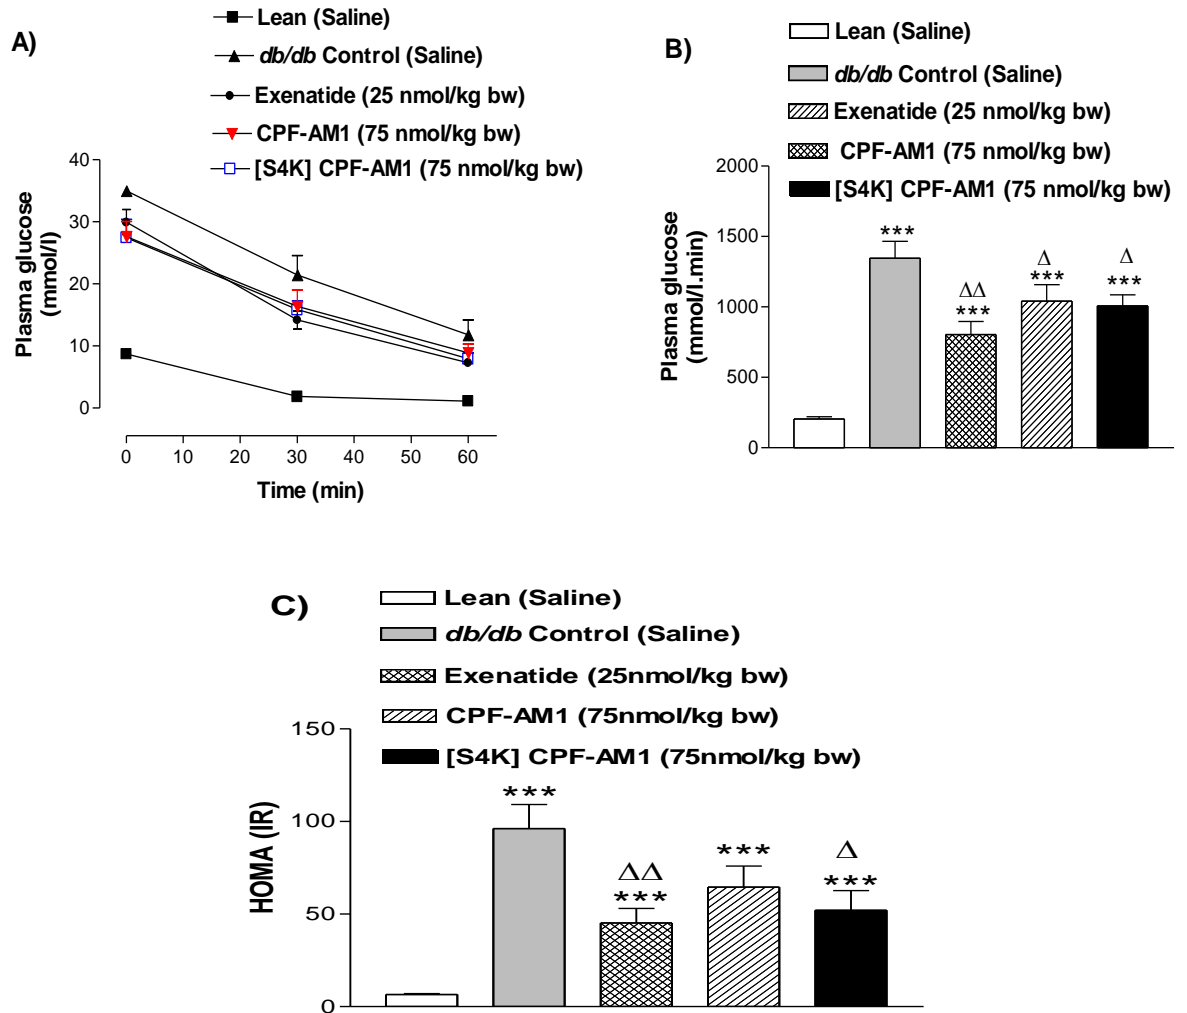 A)
Lean (Saline)
db/db Control (Saline)
Exenatide (25 nmol/kg bw)
CPF-AM1 (75 nmol/kg bw)
[S4K] CPF-AM1 (75 nmol/kg bw)
Plasma glucose
(mmol/l)
40
30
20
10
0
0 10 20 30 40 50 60
Time (min)
B)
Lean (Saline)
db/db Control (Saline)
Exenatide (25 nmol/kg bw)
CPF-AM1 (75 nmol/kg bw)
[S4K] CPF-AM1 (75 nmol/kg bw)
Plasma glucose
(mmol/l.min)
2000
1500
1000
500
0
***
ΔΔ
***
Δ
***
Δ
***
C)
Lean (Saline)
db/db Control (Saline)
Exenatide (25nmol/kg bw)
CPF-AM1 (75nmol/kg bw)
[S4K] CPF-AM1 (75nmol/kg bw)
HOMA (IR)
150
100
50
0
***
ΔΔ
***
***
Δ
***